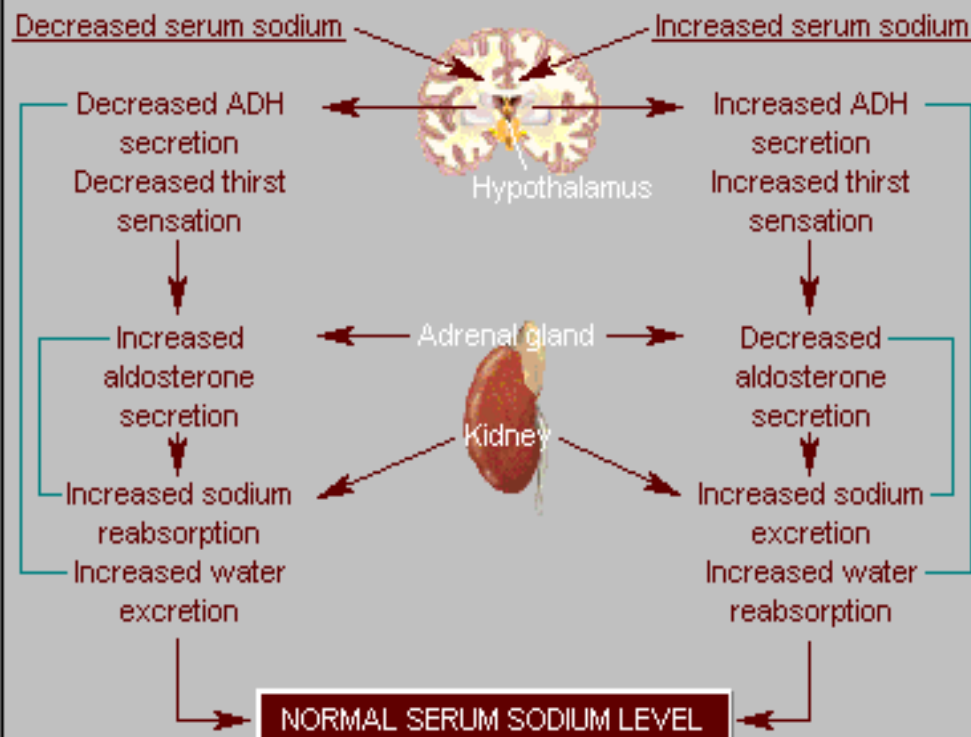 Decreased serum sodium
Increased serum sodium
Decreased ADH
secretion
Decreased thirst
sensation
Hypothalamus
Increased ADH
secretion
Increased thirst
sensation
Increased
aldosterone
secretion
Adrenal gland
Decreased
aldosterone
secretion
Kidney
Increased sodium
reabsorption
Increased water
excretion
Increased sodium
excretion
Increased water
reabsorption
NORMAL SERUM SODIUM LEVEL